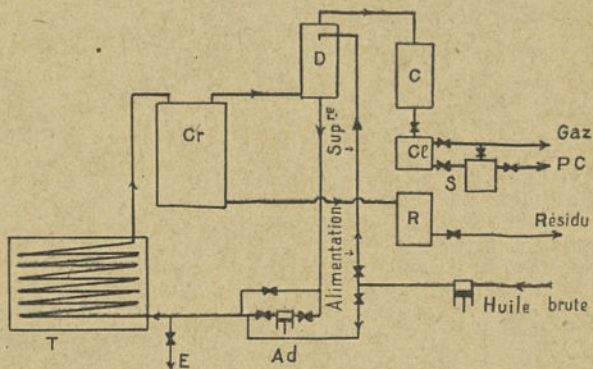 D
C
Cr
Supre
Gaz
Cl
PC
S
R
Résidu
Alimentation
Huile brute
T
E
Ad